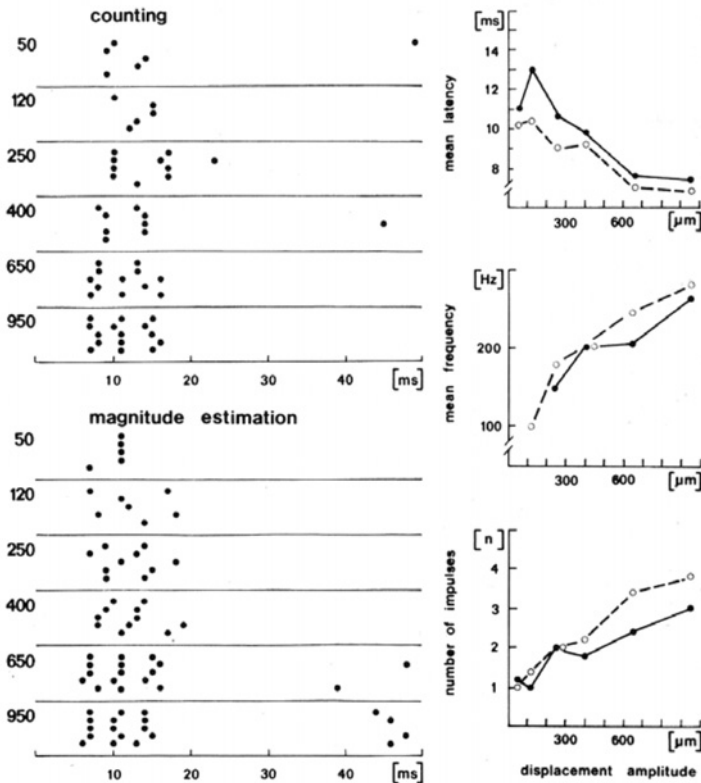 counting
50
120
250
400
650
950
10 20 30 40 [ms]
magnitude estimation
50
120
250
400
650
950
10 20 30 40 [ms]
[ms]
14
12
10
8
mean latency
300 600 [µm]
[Hz]
200
100
mean frequency
300 600 [µm]
[n]
4
3
2
1
number of impulses
300 600 [µm]
displacement amplitude